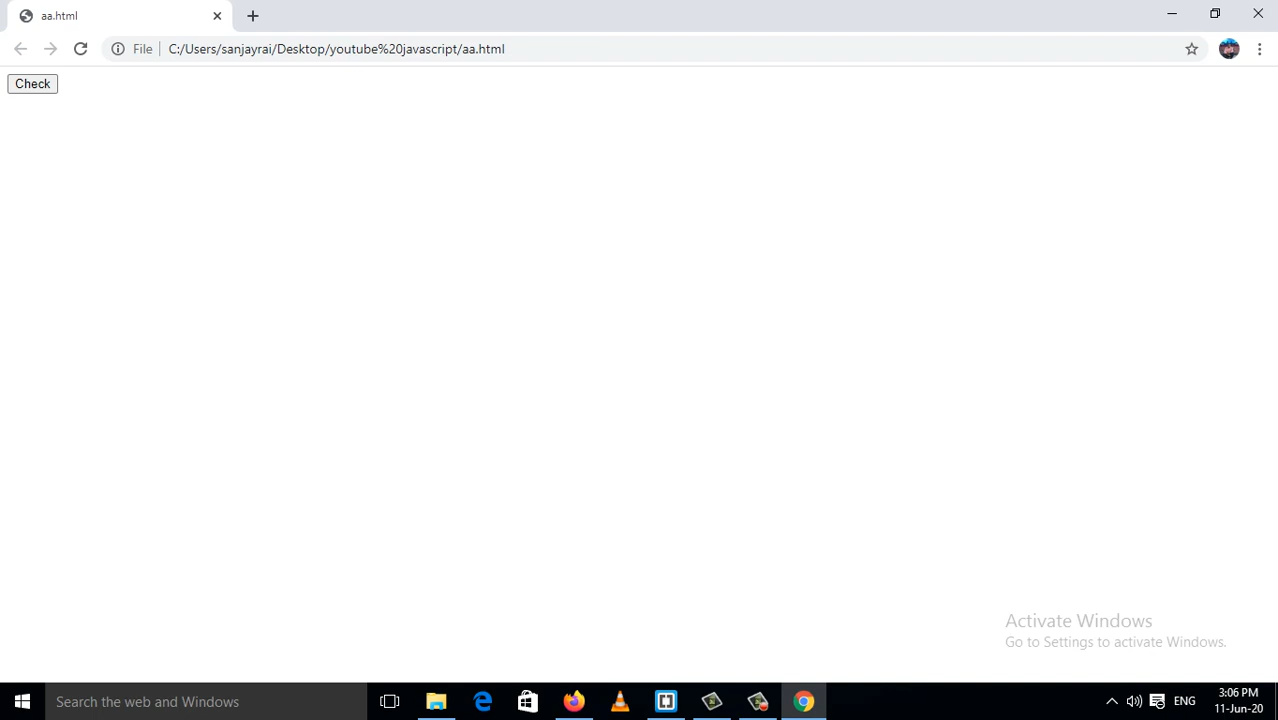 aa.html
File
C:/Users/sanjayrai/Desktop/youtube%20javascript/aa.html
Check
Activate Windows
Go to Settings to activate Windows.
Search the web and Windows
ENG
3:06 PM
11-Jun-20